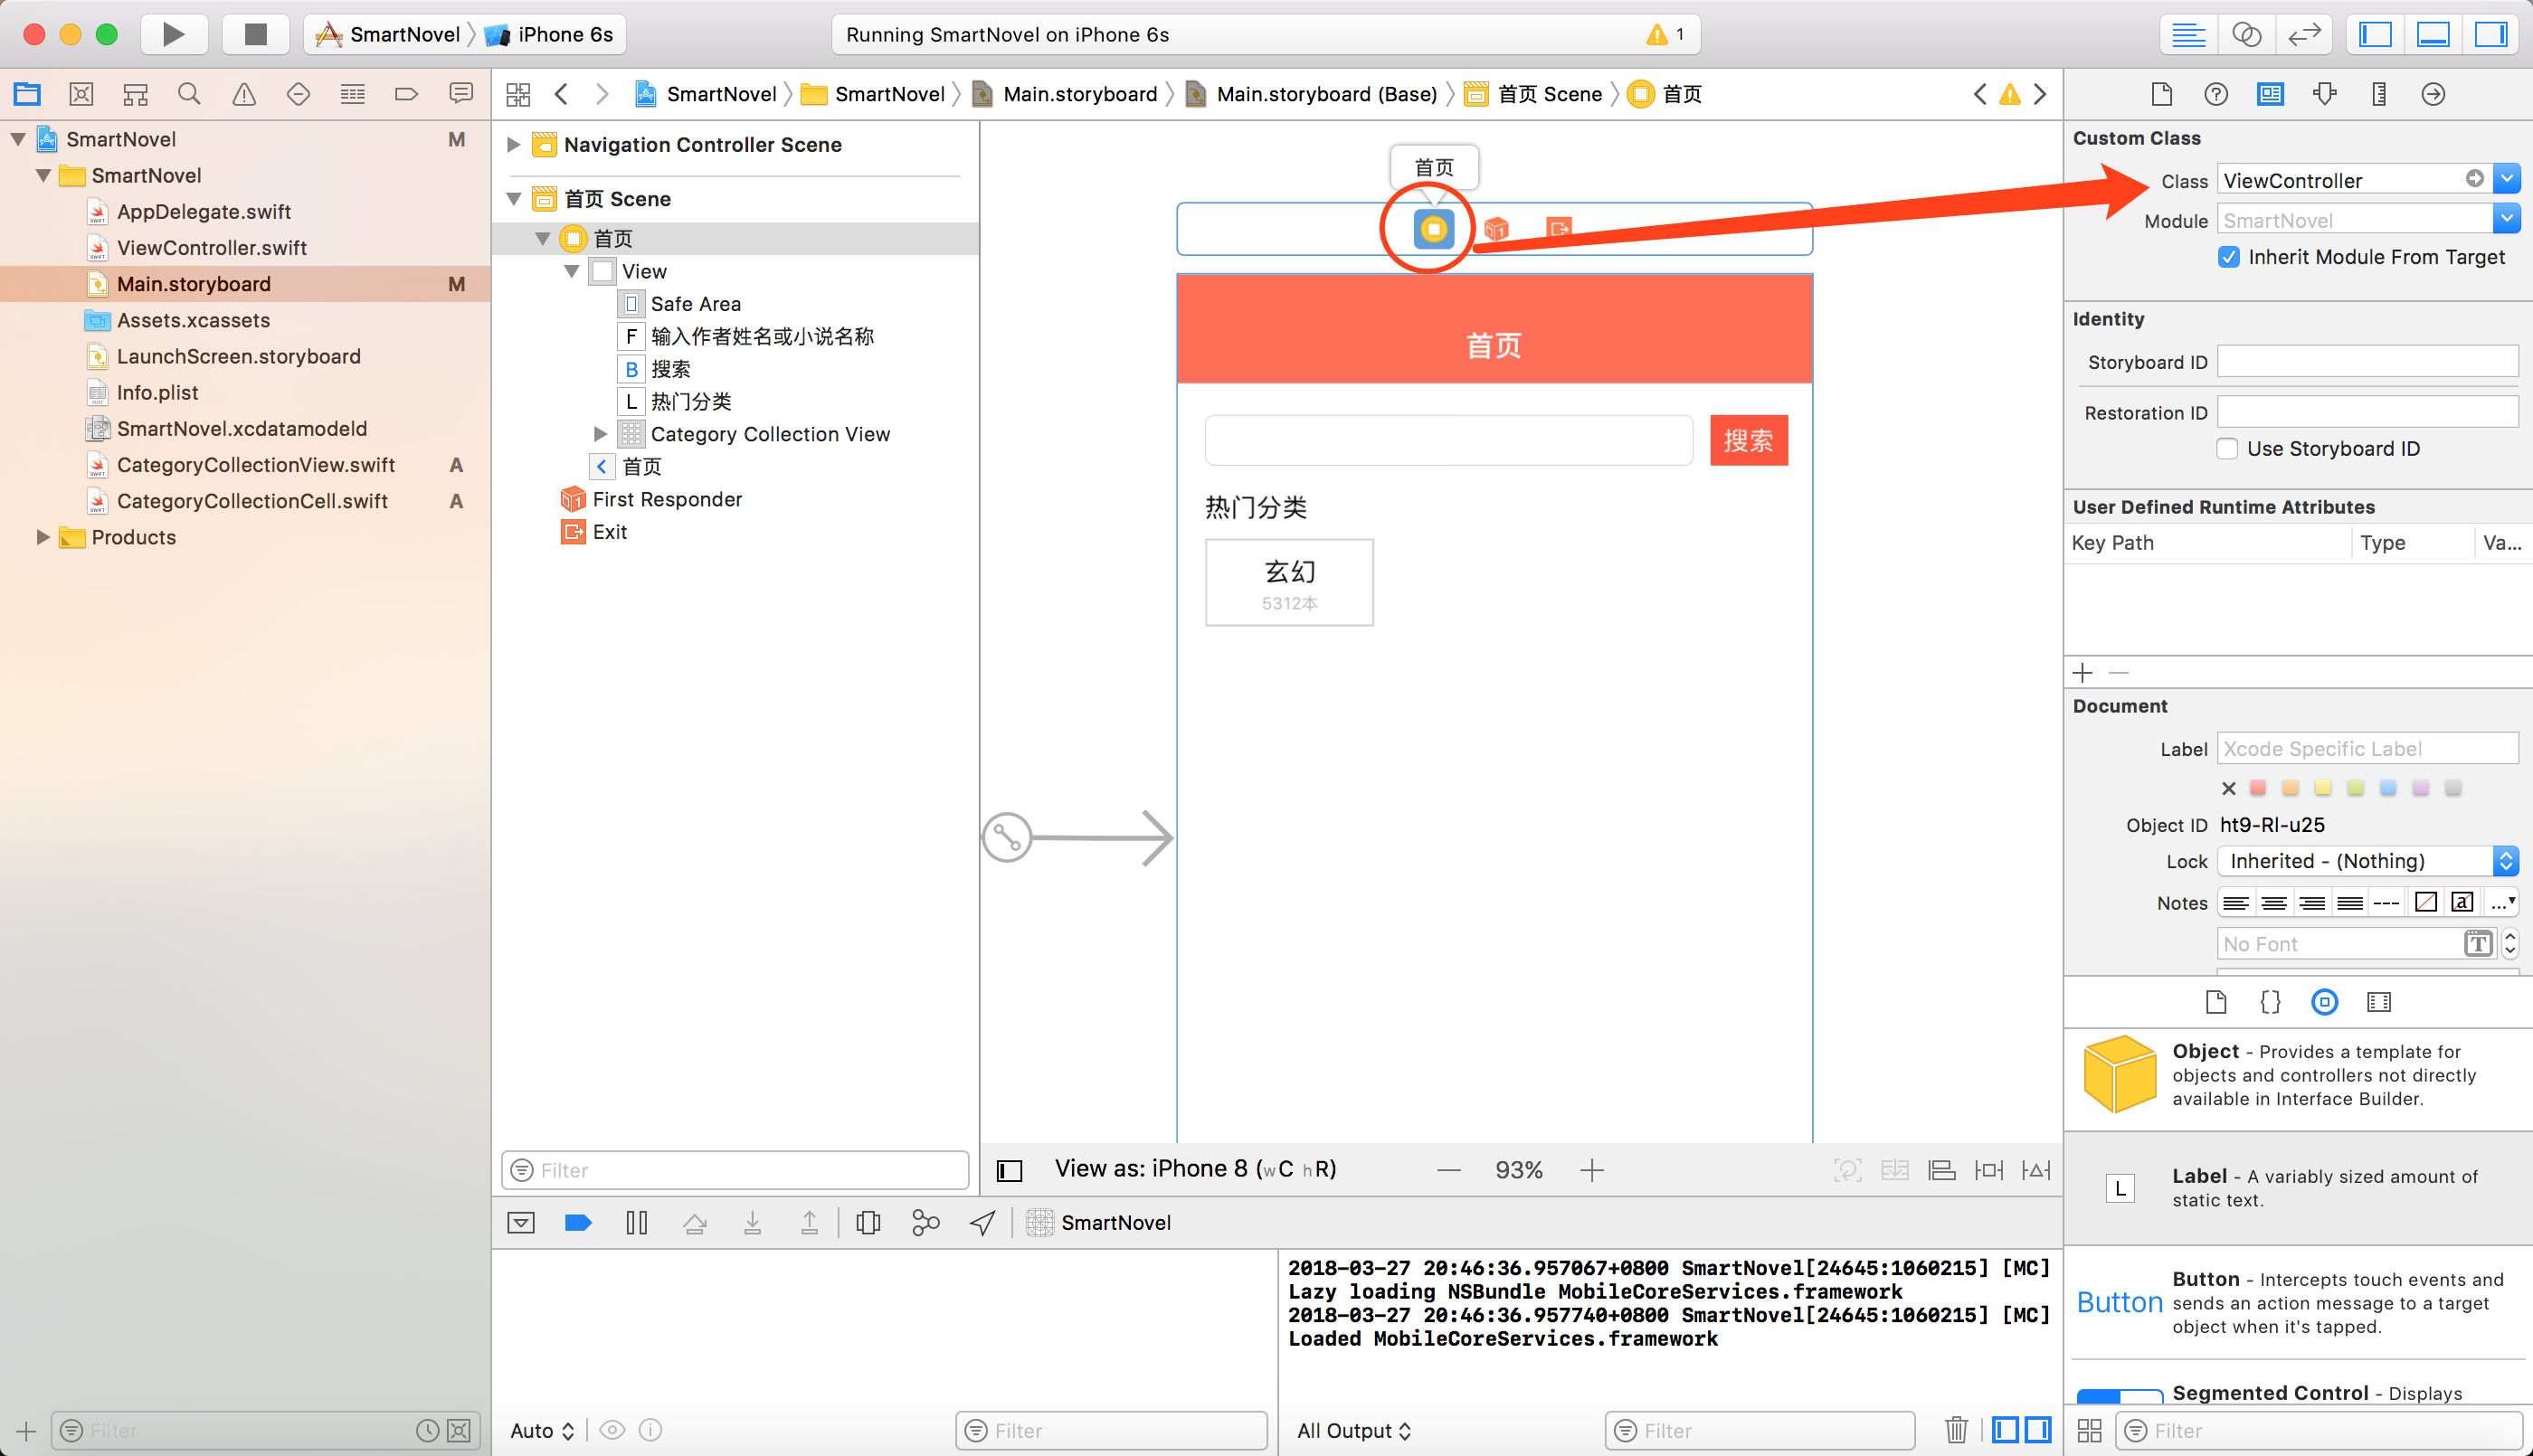 SmartNovel
iPhone 6s
Running SmartNovel on iPhone 6s
1
SmartNovel
SmartNovel
Main.storyboard
Main.storyboard (Base)
首页 Scene
首页
SmartNovel
M
SmartNovel
AppDelegate.swift
ViewController.swift
Main.storyboard
M
Assets.xcassets
LaunchScreen.storyboard
Info.plist
SmartNovel.xcdatamodeld
CategoryCollectionView.swift
A
CategoryCollectionCell.swift
A
Products
Filter
Navigation Controller Scene
首页 Scene
首页
View
Safe Area
F 输入作者姓名或小说名称
B 搜索
L 热门分类
Category Collection View
首页
First Responder
Exit
Filter
首页
首页
搜索
热门分类
玄幻
5312本
View as: iPhone 8 (wC hR)
93%
SmartNovel
2018-03-27 20:46:36.957067+0800 SmartNovel[24645:1060215] [MC]
Lazy loading NSBundle MobileCoreServices.framework
2018-03-27 20:46:36.957740+0800 SmartNovel[24645:1060215] [MC]
Loaded MobileCoreServices.framework
Auto
Filter
All Output
Filter
Custom Class
Class ViewController
Module SmartNovel
Inherit Module From Target
Identity
Storyboard ID
Restoration ID
Use Storyboard ID
User Defined Runtime Attributes
Key Path Type Va...
Document
Label Xcode Specific Label
Object ID ht9-Rl-u25
Lock Inherited - (Nothing)
Notes
No Font
Object - Provides a template for
objects and controllers not directly
available in Interface Builder.
L
Label - A variably sized amount of
static text.
Button
Button - Intercepts touch events and
sends an action message to a target
object when it's tapped.
Segmented Control - Displays
Filter